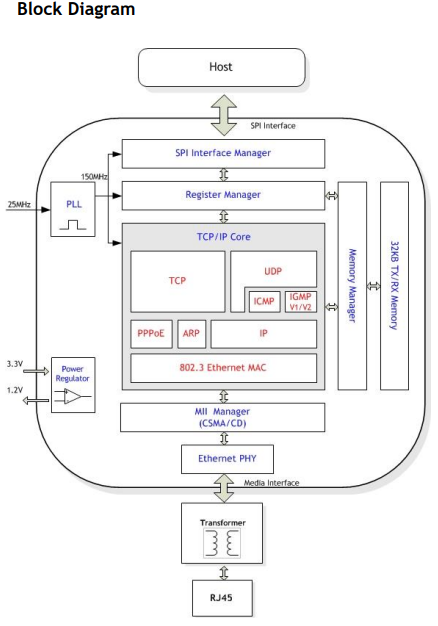 Block Diagram
Host
SPI Interface
SPI Interface Manager
150MHz
Register Manager
25MHz
PLL
TCP/IP Core
TCP
UDP
ICMP
IGMP
V1/V2
PPPoE
ARP
IP
802.3 Ethernet MAC
Memory Manager
32KB TX/RX Memory
3.3V
1.2V
Power
Regulator
MII Manager
(CSMA/CD)
Ethernet PHY
Media Interface
Transformer
RJ45